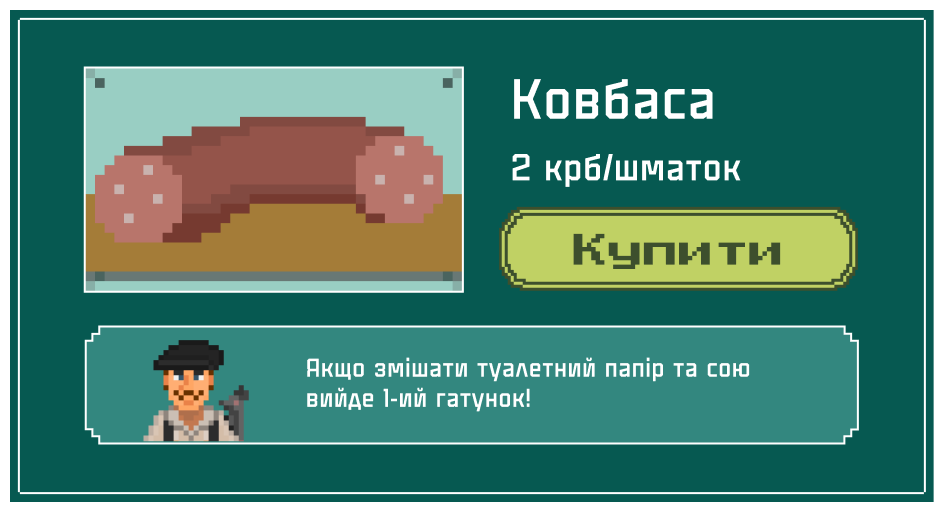 Ковбаса
2 крб/шматок
Купити
Якщо змішати туалетний папір та сою
вийде 1-ий гатунок!